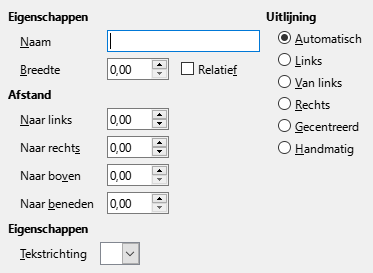 Eigenschappen
Naam
Breedte 0,00 Relatief
Afstand
Naar links 0,00
Naar rechts 0,00
Naar boven 0,00
Naar beneden 0,00
Eigenschappen
Tekstrichting
Uitlijning
Automatisch
Links
Van links
Rechts
Gecentreerd
Handmatig